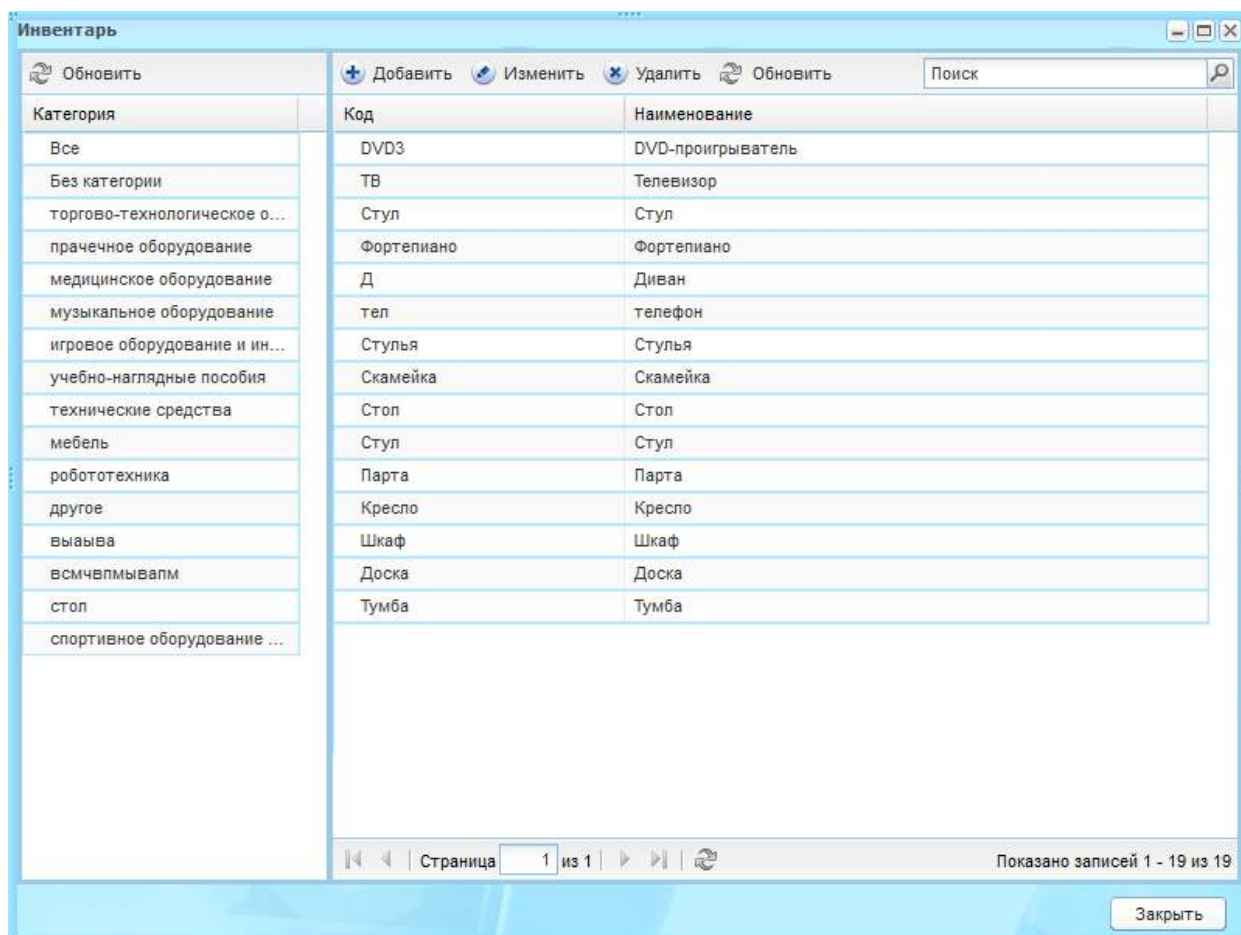 Инвентарь
Обновить
Добавить Изменить Удалить Обновить Поиск
Категория
Код Наименование
Все
Без категории
торгово-технологическое о...
прачечное оборудование
медицинское оборудование
музыкальное оборудование
игровое оборудование и ин...
учебно-наглядные пособия
технические средства
мебель
робототехника
другое
выаыва
всмчвпмывапм
стол
спортивное оборудование ...
DVD3 DVD-проигрыватель
ТВ Телевизор
Стул Стул
Фортепиано Фортепиано
Д Диван
тел телефон
Стулья Стулья
Скамейка Скамейка
Стол Стол
Стул Стул
Парта Парта
Кресло Кресло
Шкаф Шкаф
Доска Доска
Тумба Тумба
Страница 1 из 1 Показано записей 1 - 19 из 19
Закрыть